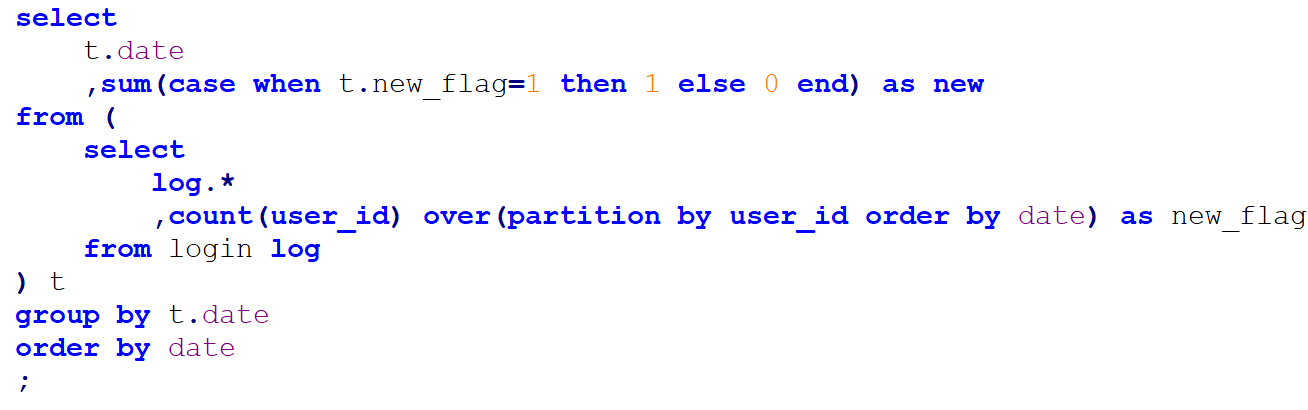 select
    t.date
    ,sum(case when t.new_flag=1 then 1 else 0 end) as new
from (
    select
        log.*
        ,count(user_id) over(partition by user_id order by date) as new_flag
    from login log
) t
group by t.date
order by date
;